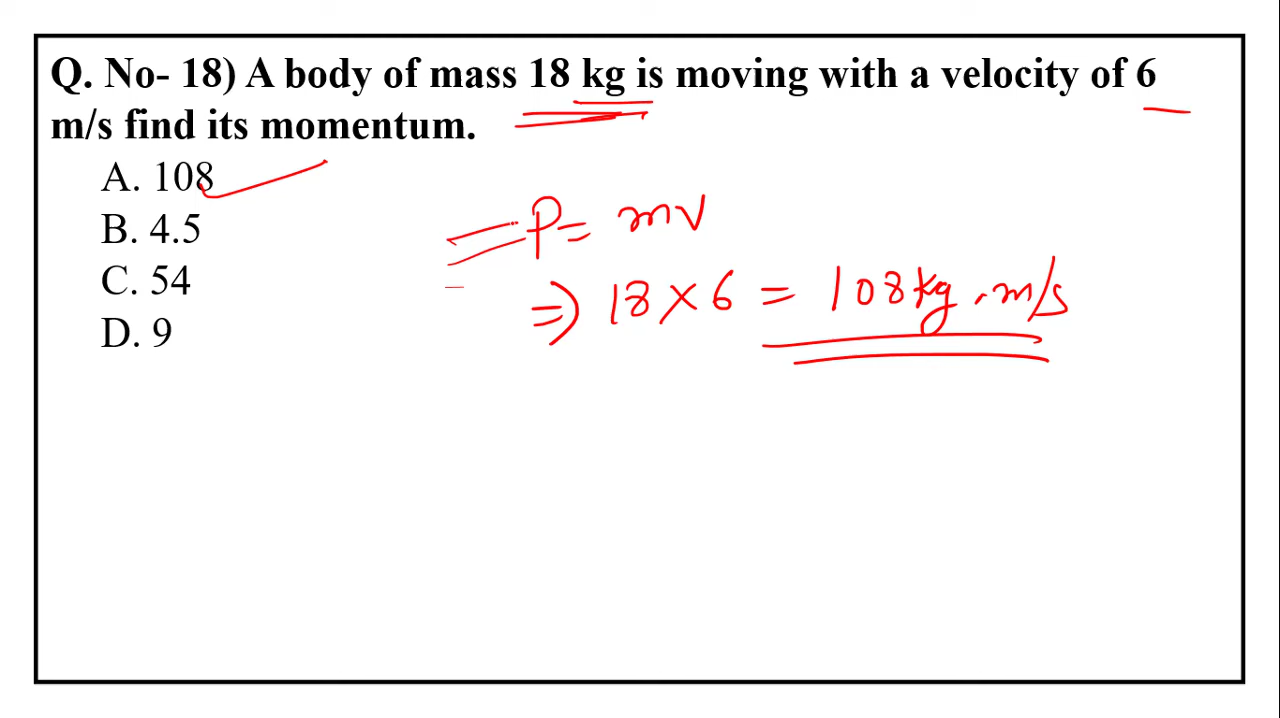 Q. No- 18) A body of mass 18 kg is moving with a velocity of 6
m/s find its momentum.
A. 108
B. 4.5
C. 54
D. 9
P = mv
⇒ 18 × 6 = 108 kg . m/s